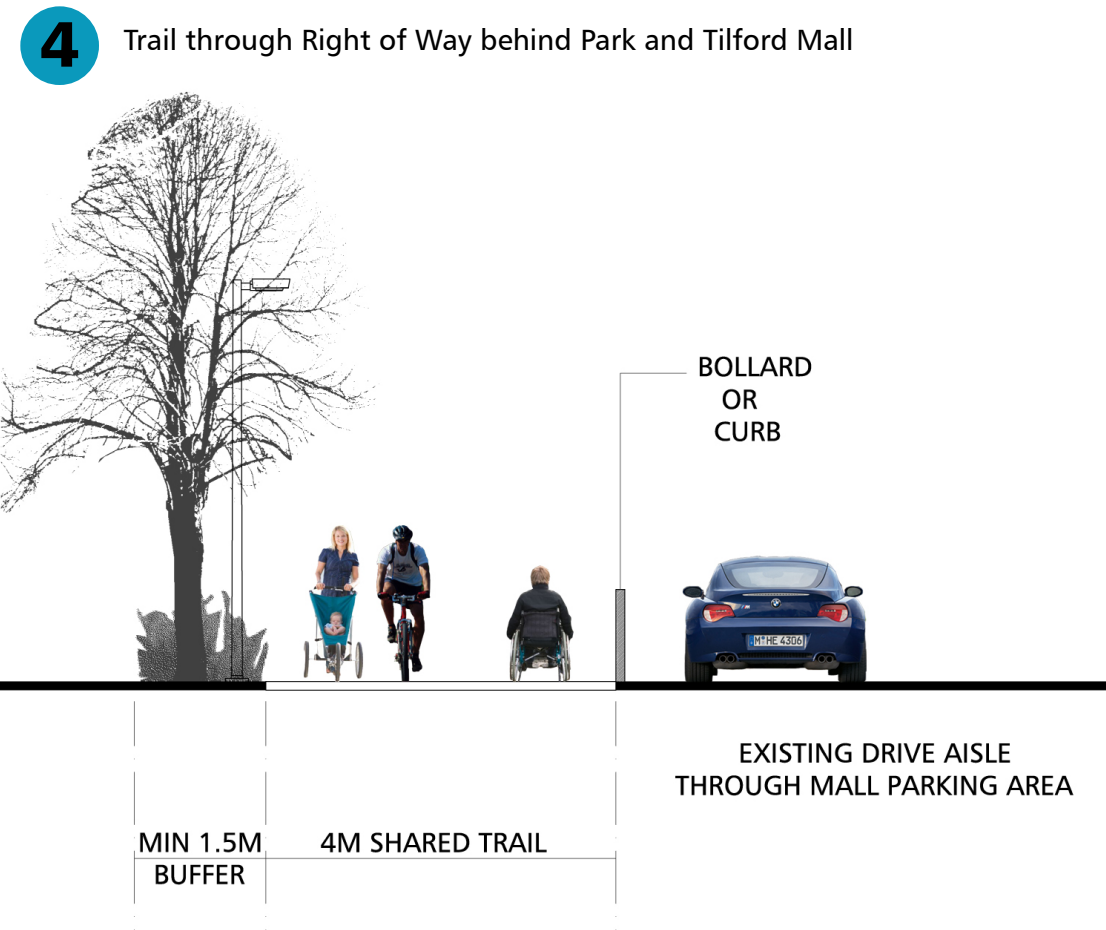 4
Trail through Right of Way behind Park and Tilford Mall
BOLLARD
OR
CURB
M HE 4306
EXISTING DRIVE AISLE
THROUGH MALL PARKING AREA
MIN 1.5M
4M SHARED TRAIL
BUFFER